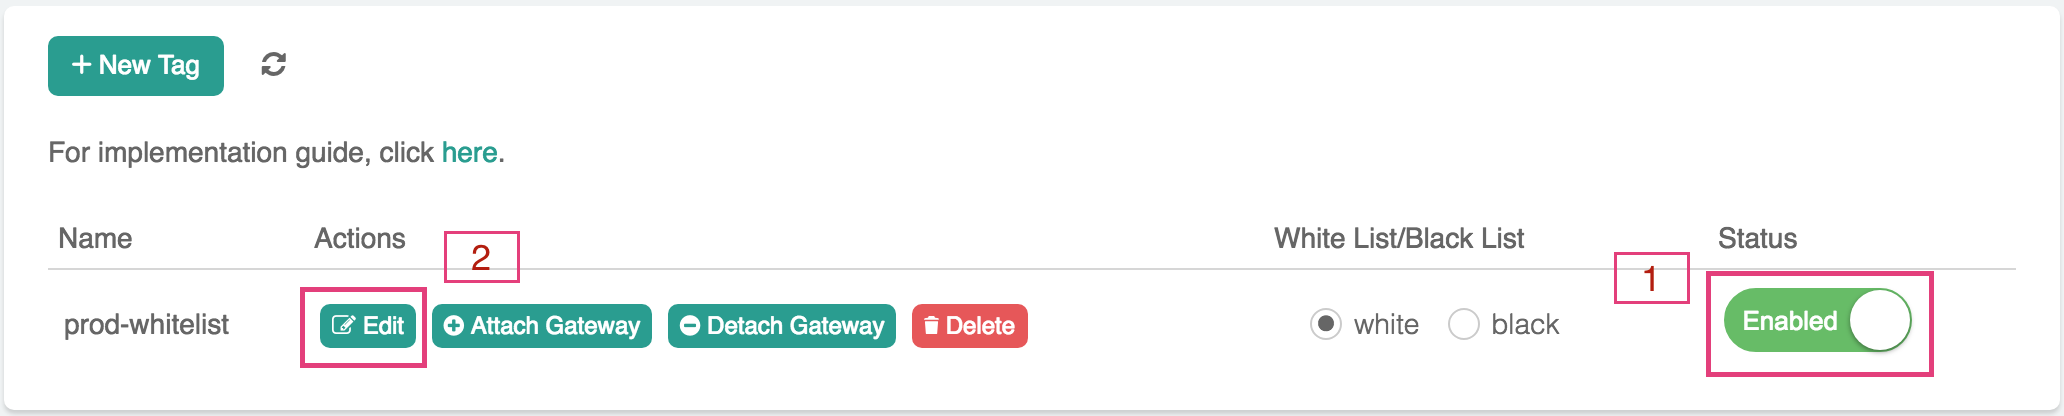 New Tag
For implementation guide, click here.
Name Actions White List/Black List Status
2
1
prod-whitelist Edit Attach Gateway Detach Gateway Delete white black Enabled